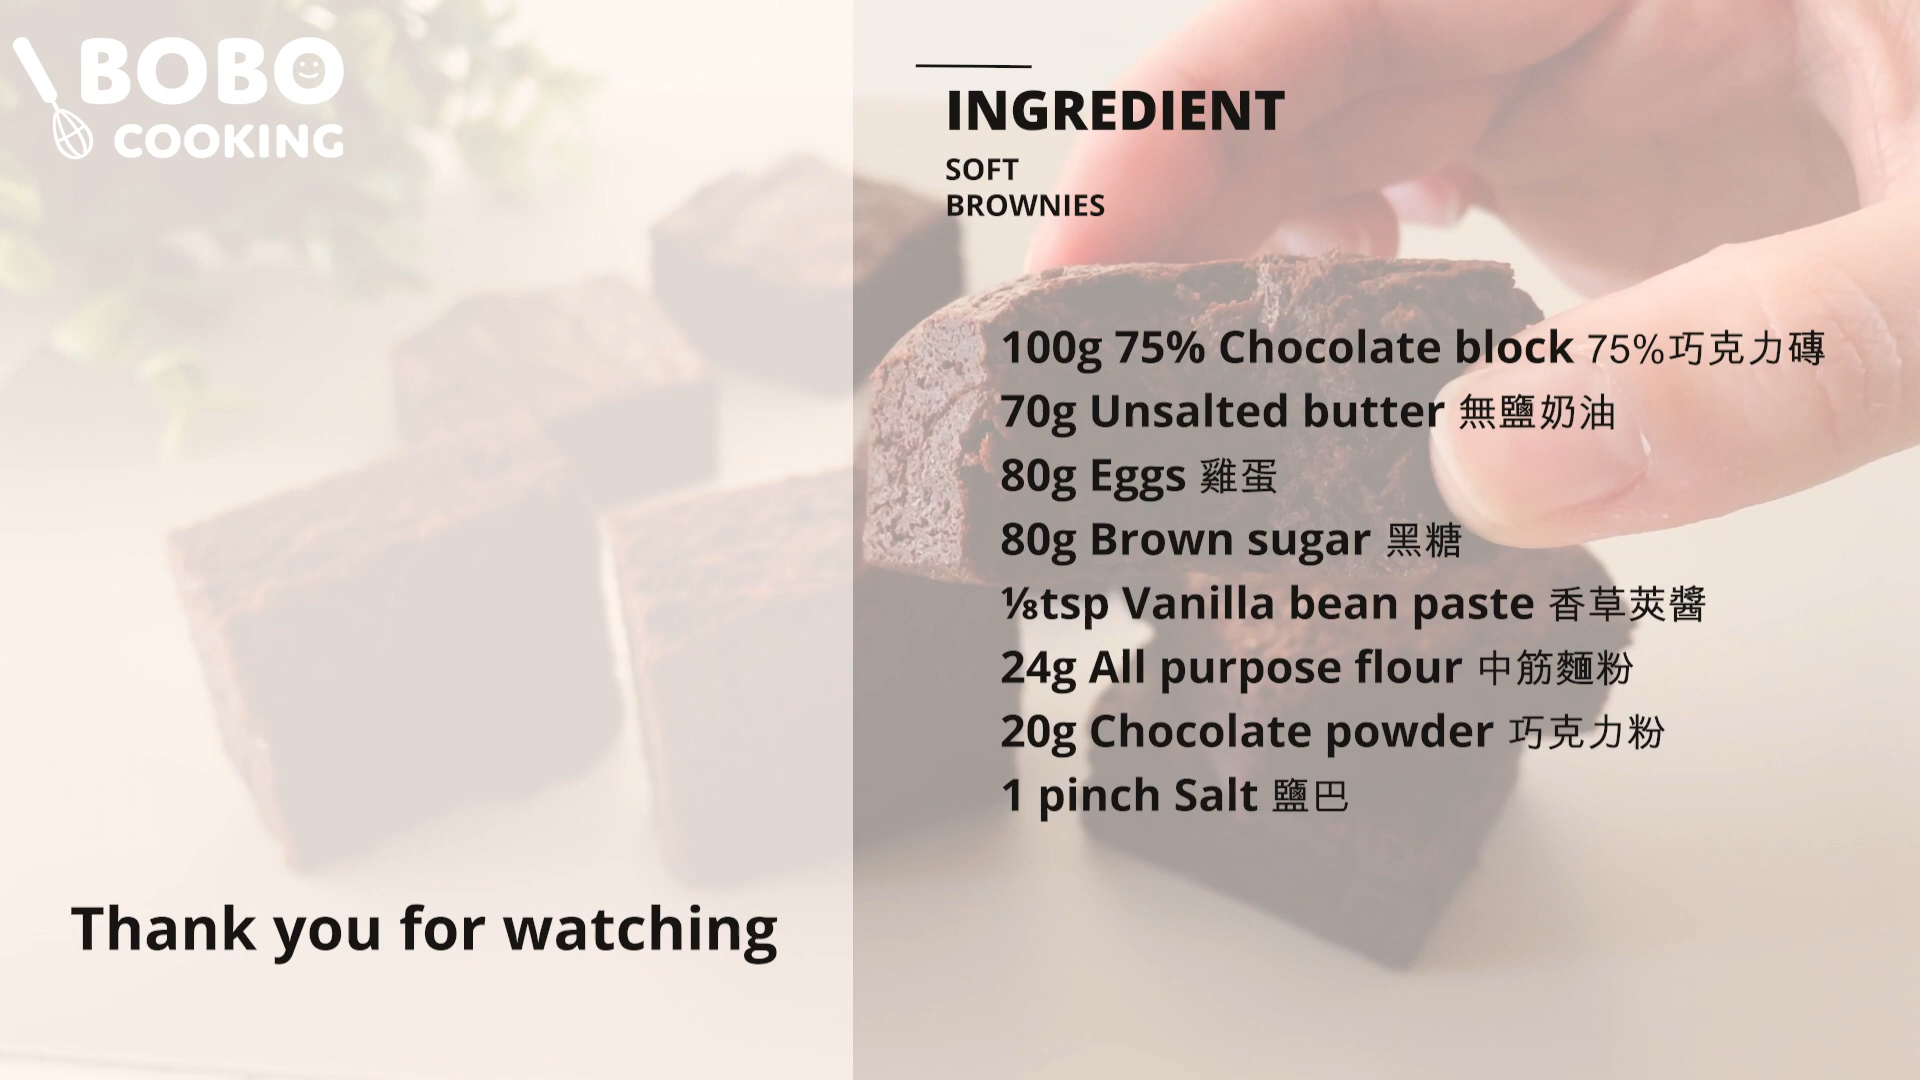 BOBO
COOKING
INGREDIENT
SOFT
BROWNIES
100g 75% Chocolate block 75%巧克力磚
70g Unsalted butter 無鹽奶油
80g Eggs 雞蛋
80g Brown sugar 黑糖
⅛tsp Vanilla bean paste 香草莢醬
24g All purpose flour 中筋麵粉
20g Chocolate powder 巧克力粉
1 pinch Salt 鹽巴
Thank you for watching